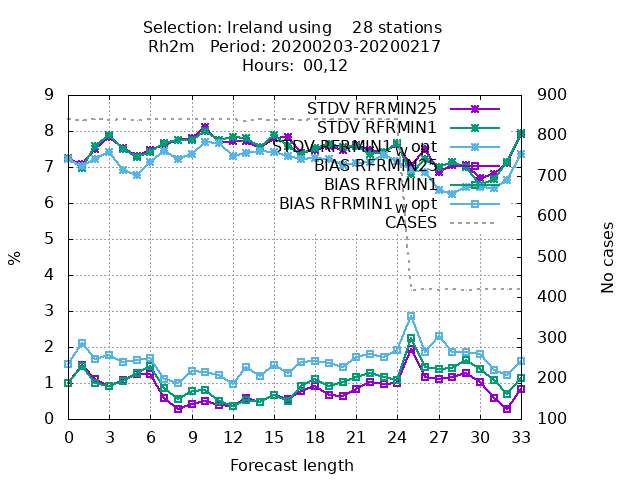 Selection: Ireland using 28 stations
Rh2m Period: 20200203-20200217
Hours: 00,12
STDV RFRMIN25
STDV RFRMIN1
STDV RFRMIN1w opt
BIAS RFRMIN25
BIAS RFRMIN1
BIAS RFRMIN1w opt
CASES
9
8
7
6
5
4
3
2
1
0
%
900
800
700
600
500
400
300
200
100
No cases
0 3 6 9 12 15 18 21 24 27 30 33
Forecast length